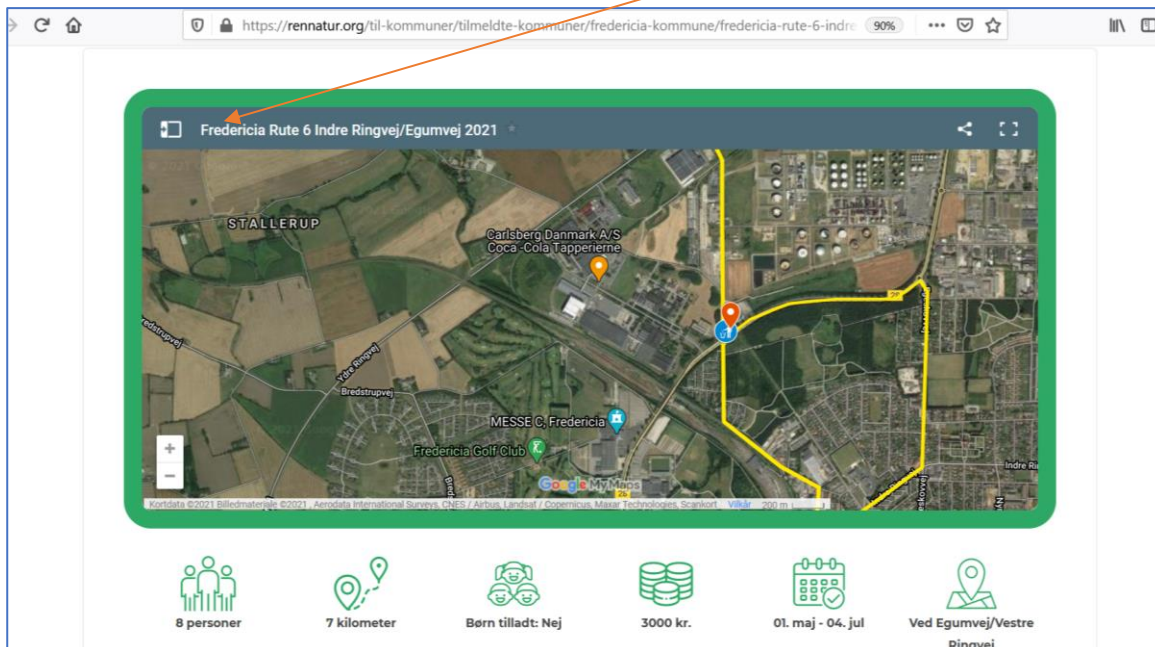 https://rennatur.org/til-kommuner/tilmeldte-kommuner/fredericia-kommune/fredericia-rute-6-indre
90%
Fredericia Rute 6 Indre Ringvej/Egumvej 2021
STALLERUP
Carlsberg Danmark A/S
Coca -Cola Tapperierne
25
Bredstrupvej
Ydre Ringvej
Bredstrupvej
MESSE C, Fredericia
Fredericia Golf Club
Indre
Google My Maps
26
Kortdata ©2021 Billedmateriale ©2021 , Aerodata International Surveys, CNES / Airbus, Landsat / Copernicus, Maxar Technologies, Scankort Vilkår 200 m
8 personer
7 kilometer
Børn tilladt: Nej
3000 kr.
01. maj - 04. jul
Ved Egumvej/Vestre
Ringvej